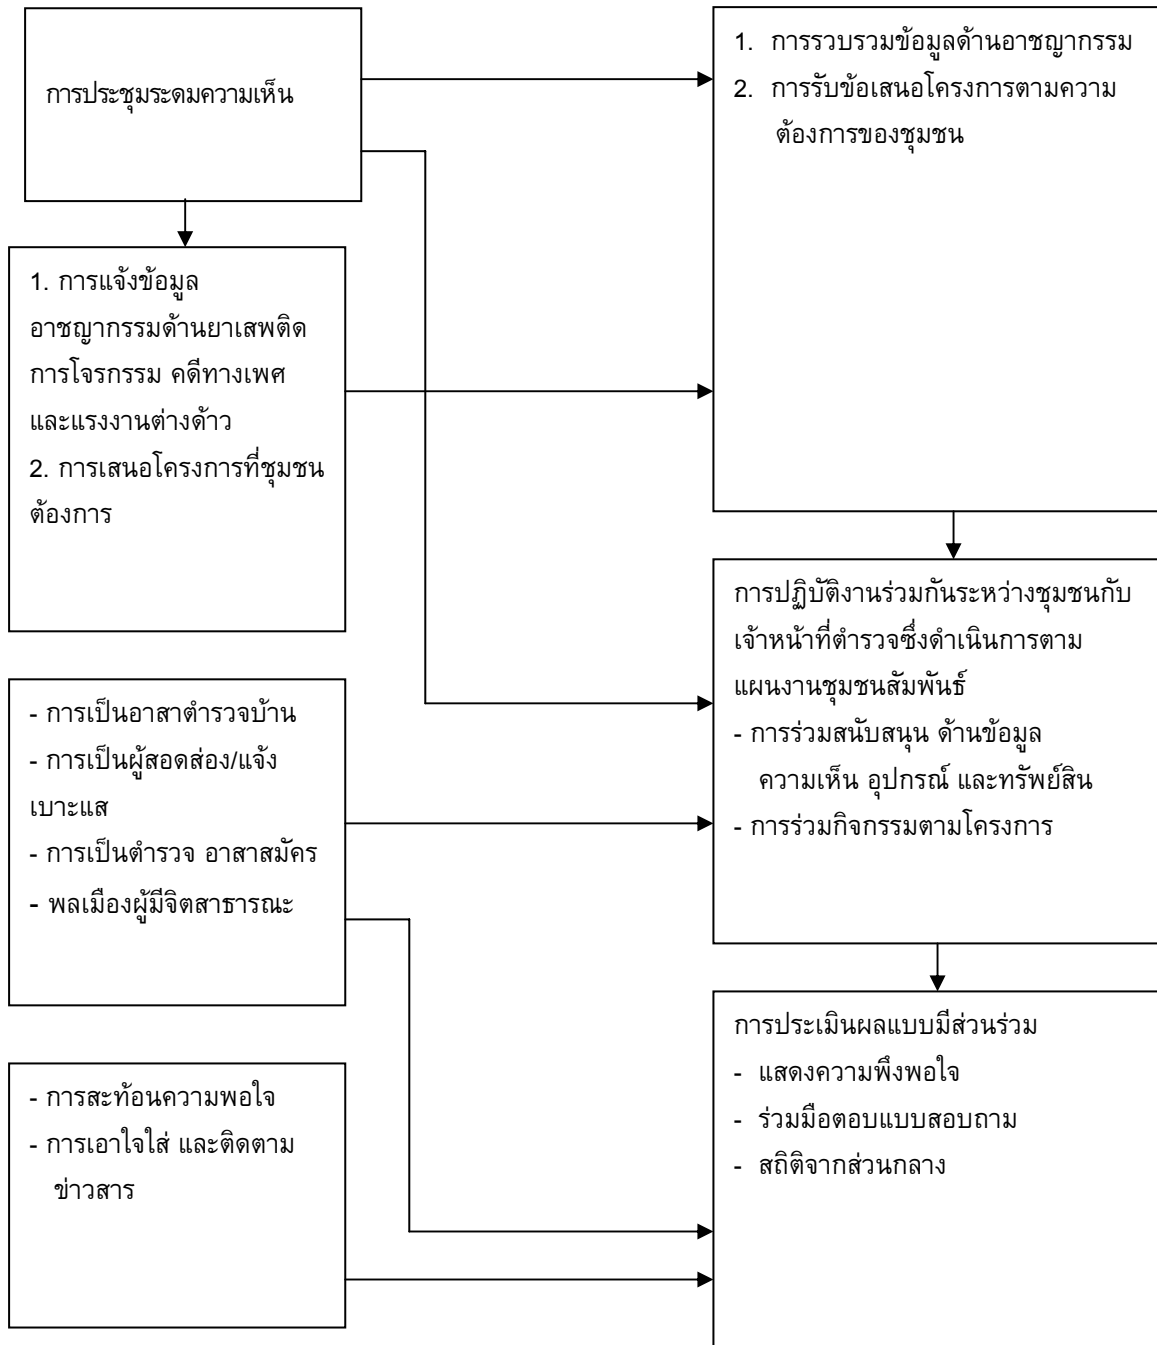 การประชุมระดมความเห็น
1. การรวบรวมข้อมูลด้านอาชญากรรม
2. การรับข้อเสนอโครงการตามความ
ต้องการของชุมชน
1. การแจ้งข้อมูล
อาชญากรรมด้านยาเสพติด
การโจรกรรม คดีทางเพศ
และแรงงานต่างด้าว
2. การเสนอโครงการที่ชุมชน
ต้องการ
การปฏิบัติงานร่วมกันระหว่างชุมชนกับ
เจ้าหน้าที่ตำรวจซึ่งดำเนินการตาม
แผนงานชุมชนสัมพันธ์
- การร่วมสนับสนุน ด้านข้อมูล
ความเห็น อุปกรณ์ และทรัพย์สิน
- การร่วมกิจกรรมตามโครงการ
- การเป็นอาสาตำรวจบ้าน
- การเป็นผู้สอดส่อง/แจ้ง
เบาะแส
- การเป็นตำรวจ อาสาสมัคร
- พลเมืองผู้มีจิตสาธารณะ
การประเมินผลแบบมีส่วนร่วม
- แสดงความพึงพอใจ
- ร่วมมือตอบแบบสอบถาม
- สถิติจากส่วนกลาง
- การสะท้อนความพอใจ
- การเอาใจใส่ และติดตาม
ข่าวสาร